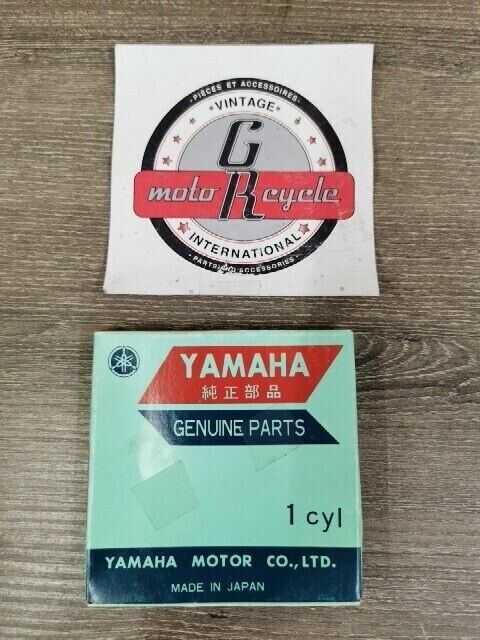 PIÈCES ET ACCESSOIRES
VINTAGE
G
moto R cycle
INTERNATIONAL
PARTS AND ACCESSORIES
YAMAHA
純正部品
GENUINE PARTS
1 cyl
YAMAHA MOTOR CO.,LTD.
MADE IN JAPAN